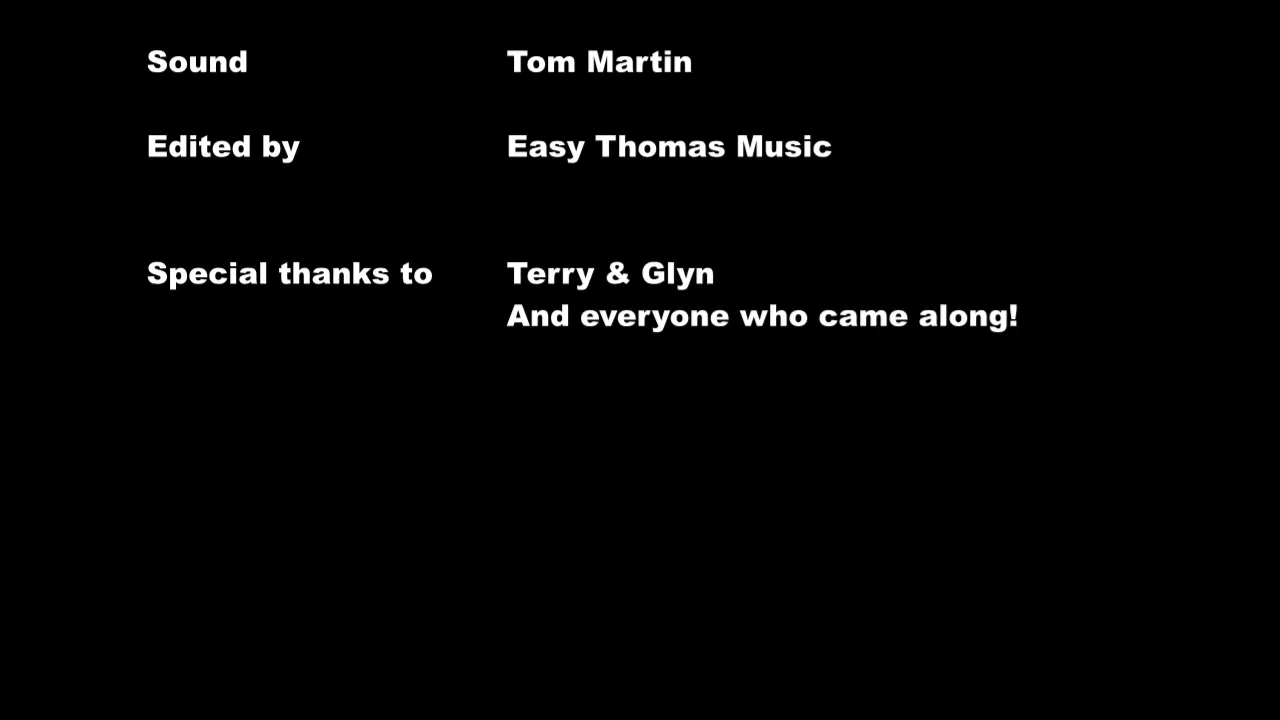 Sound Tom Martin
Edited by Easy Thomas Music
Special thanks to Terry & Glyn
And everyone who came along!